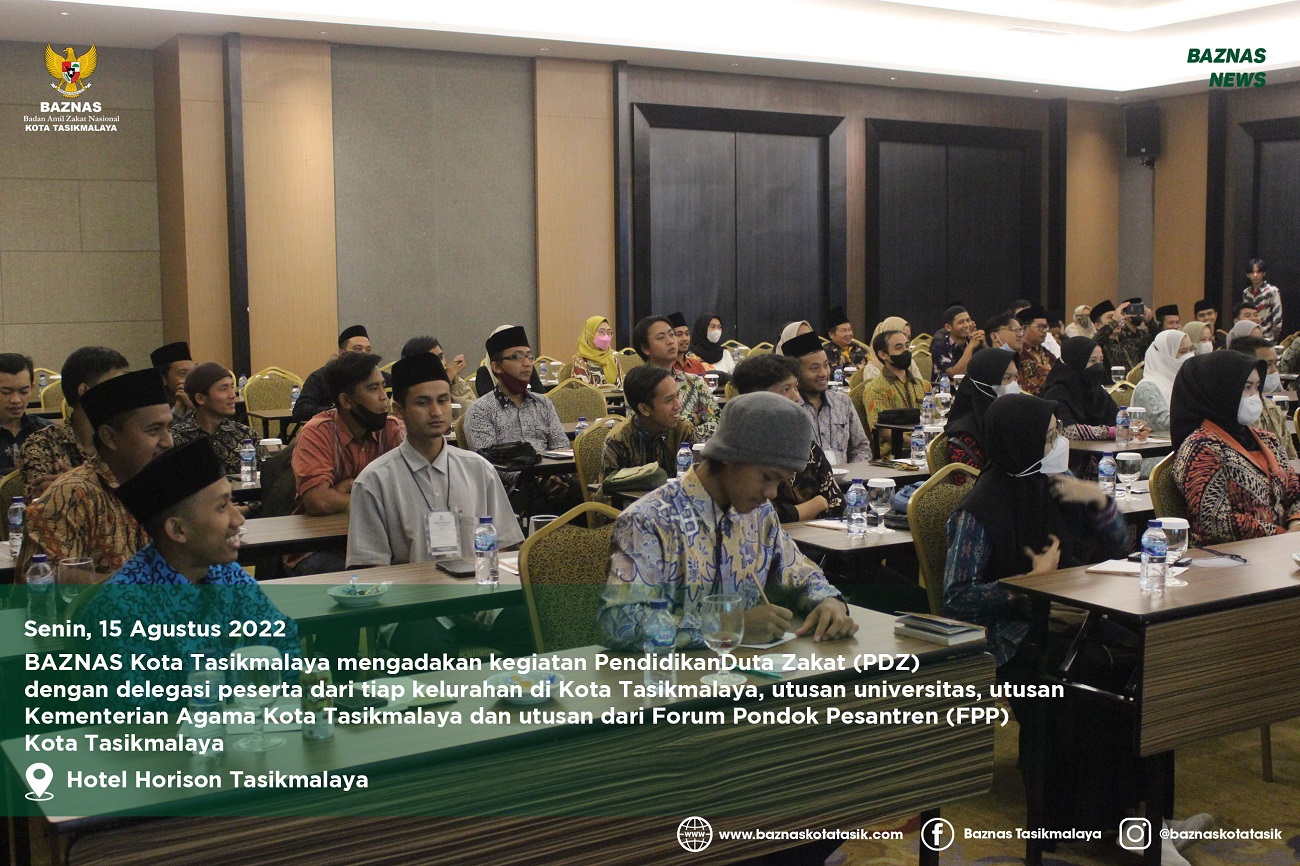 BAZNAS
Badan Amil Zakat Nasional
KOTA TASIKMALAYA
BAZNAS
NEWS
Senin, 15 Agustus 2022
BAZNAS Kota Tasikmalaya mengadakan kegiatan PendidikanDuta Zakat (PDZ)
dengan delegasi peserta dari tiap kelurahan di Kota Tasikmalaya, utusan universitas, utusan
Kementerian Agama Kota Tasikmalaya dan utusan dari Forum Pondok Pesantren (FPP)
Kota Tasikmalaya
Hotel Horison Tasikmalaya
www.baznaskotatasik.com
Baznas Tasikmalaya
@baznaskotatasik